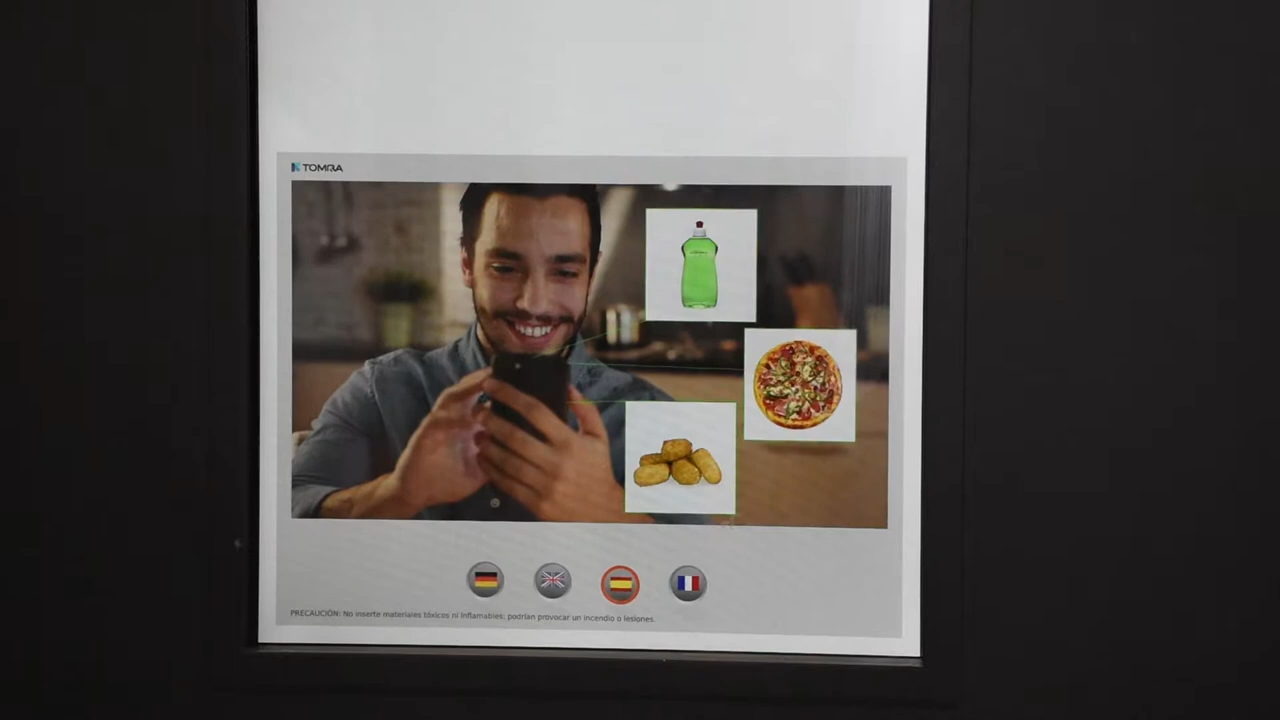 TOMRA
PRECAUCIÓN: No inserte materiales tóxicos ni inflamables; podrían provocar un incendio o lesiones.